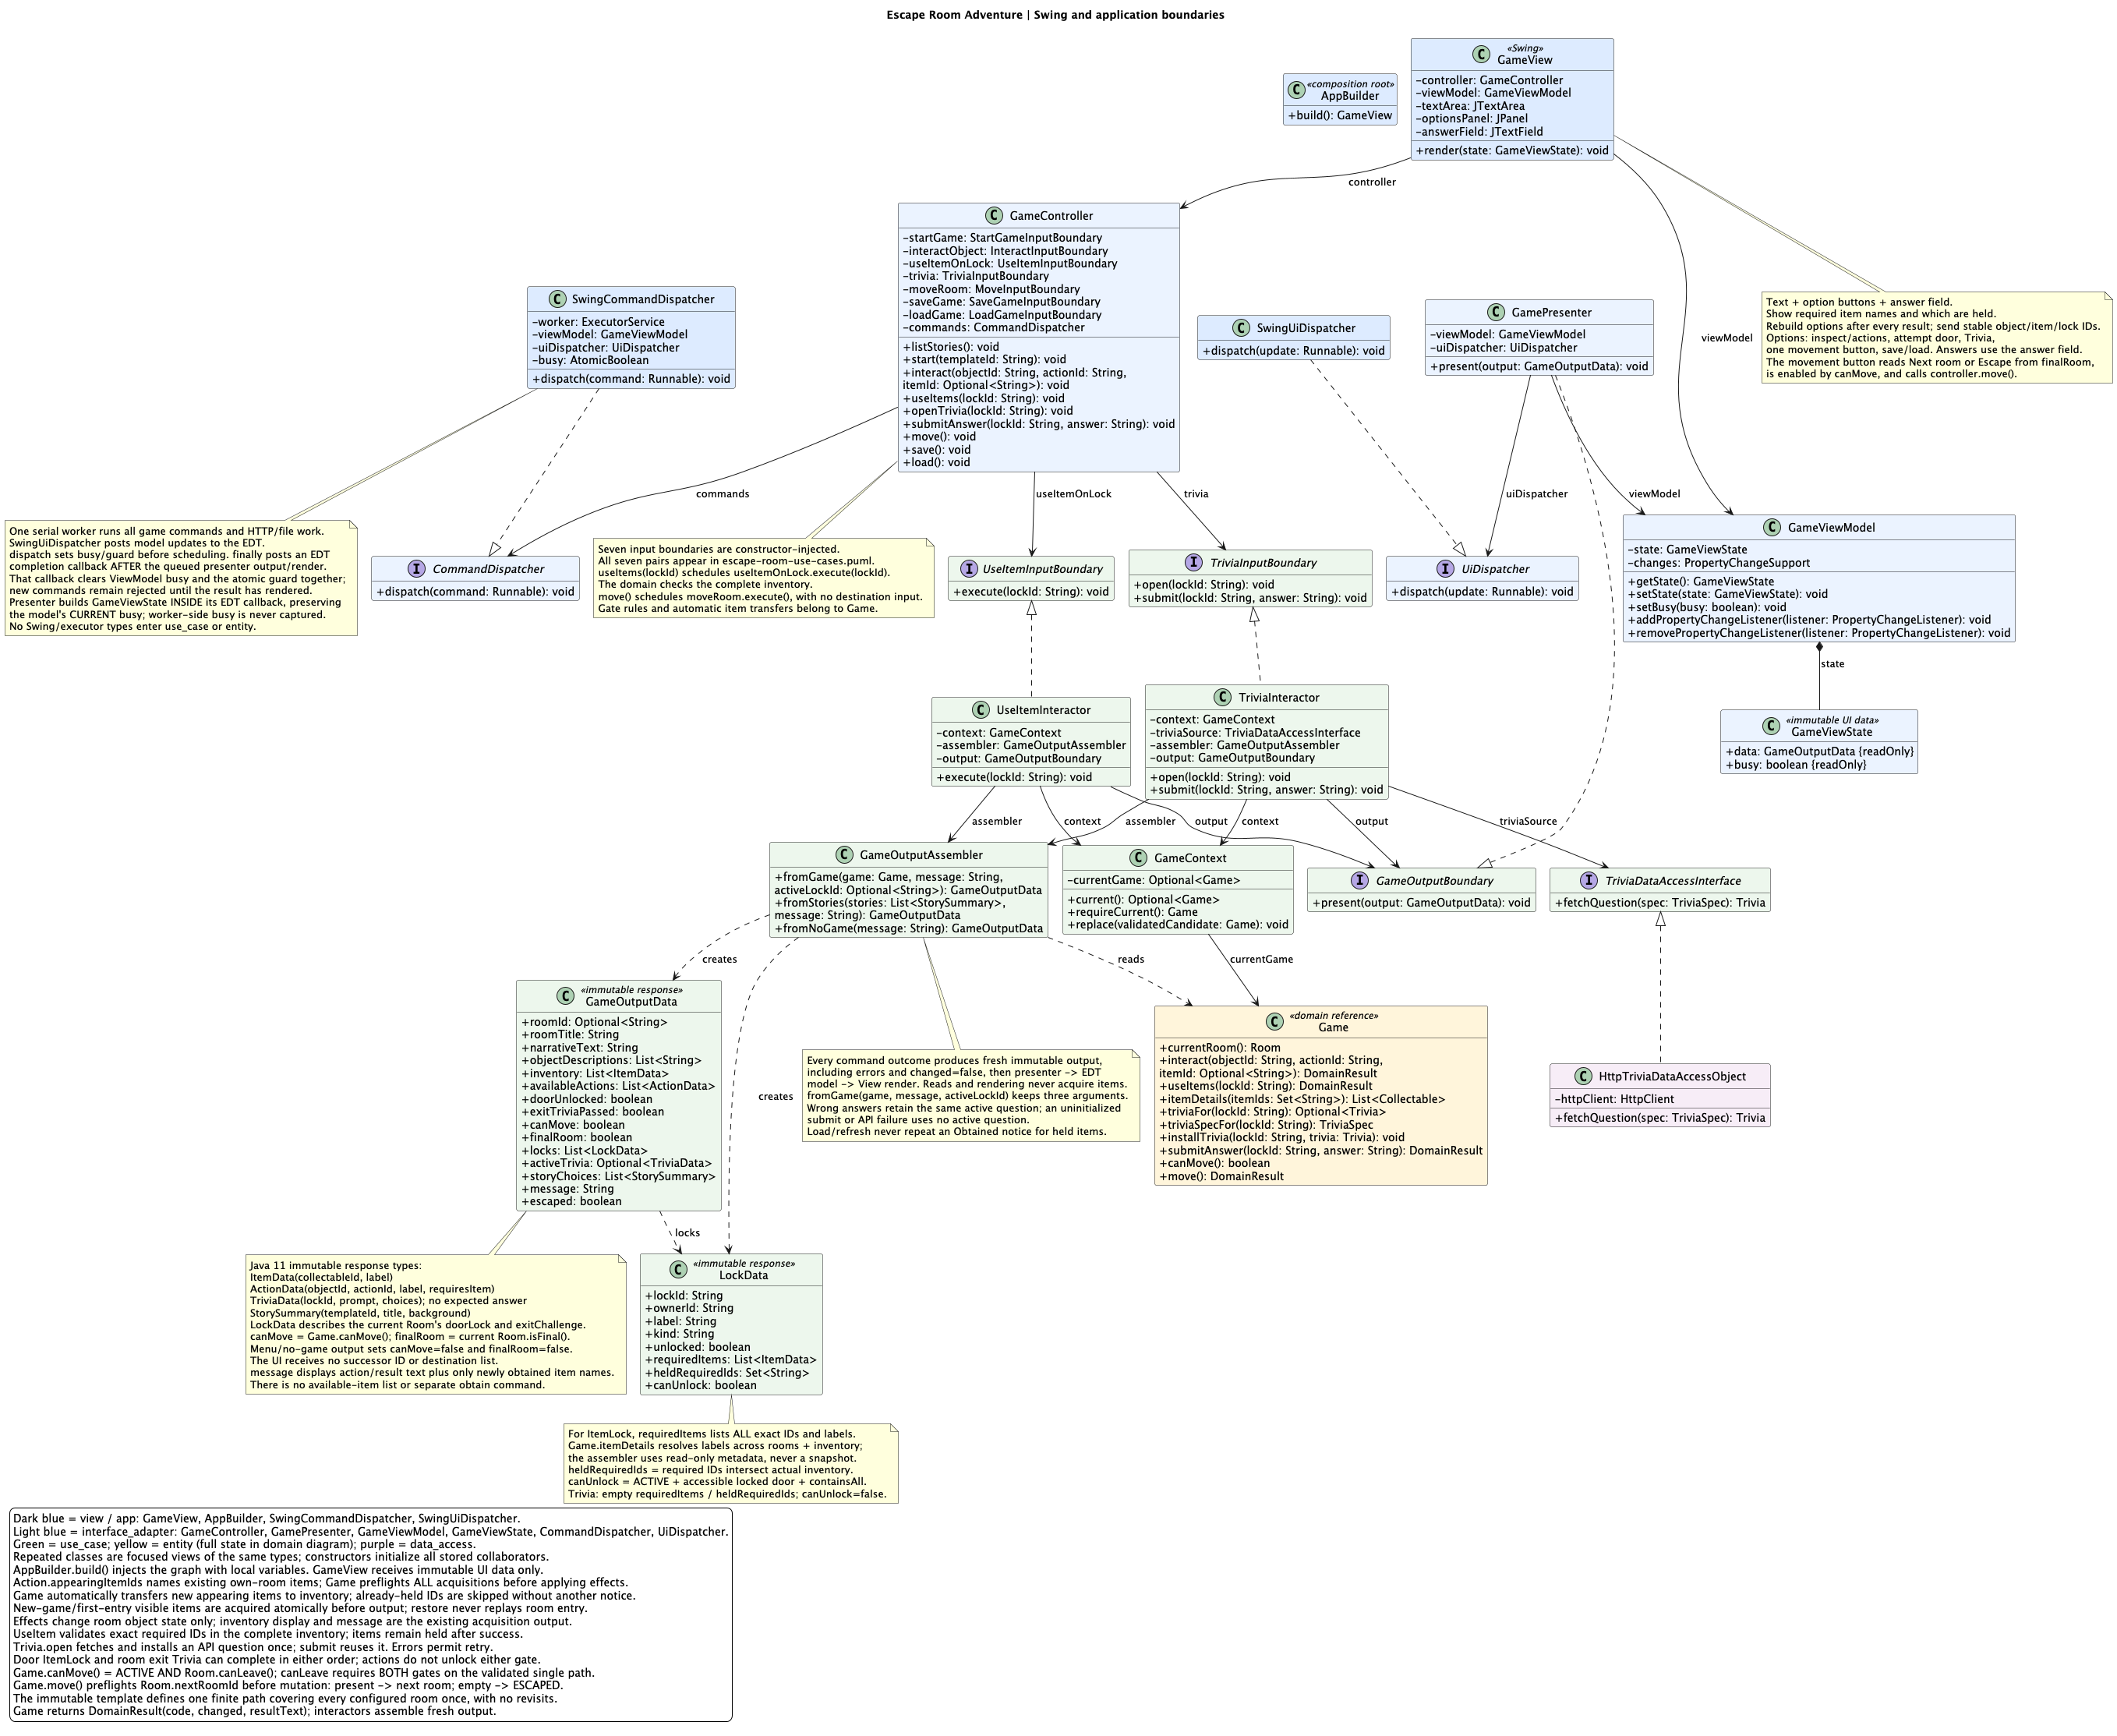 Escape Room Adventure | Swing and application boundaries
«Swing»
GameView
-controller: GameController
-viewModel: GameViewModel
-textArea: JTextArea
-optionsPanel: JPanel
-answerField: JTextField
+render(state: GameViewState): void
«composition root»
AppBuilder
+build(): GameView
controller
GameController
-startGame: StartGameInputBoundary
-interactObject: InteractInputBoundary
-useItemOnLock: UseItemInputBoundary
-trivia: TriviaInputBoundary
-moveRoom: MoveInputBoundary
-saveGame: SaveGameInputBoundary
-loadGame: LoadGameInputBoundary
-commands: CommandDispatcher
+listStories(): void
+start(templateId: String): void
+interact(objectId: String, actionId: String,
itemId: Optional<String>): void
+useItems(lockId: String): void
+openTrivia(lockId: String): void
+submitAnswer(lockId: String, answer: String): void
+move(): void
+save(): void
+load(): void
SwingCommandDispatcher
-worker: ExecutorService
-viewModel: GameViewModel
-uiDispatcher: UiDispatcher
-busy: AtomicBoolean
+dispatch(command: Runnable): void
SwingUiDispatcher
+dispatch(update: Runnable): void
GamePresenter
-viewModel: GameViewModel
-uiDispatcher: UiDispatcher
+present(output: GameOutputData): void
viewModel
Text + option buttons + answer field.
Show required item names and which are held.
Rebuild options after every result; send stable object/item/lock IDs.
Options: inspect/actions, attempt door, Trivia,
one movement button, save/load. Answers use the answer field.
The movement button reads Next room or Escape from finalRoom,
is enabled by canMove, and calls controller.move().
commands
useItemOnLock
trivia
uiDispatcher
viewModel
One serial worker runs all game commands and HTTP/file work.
SwingUiDispatcher posts model updates to the EDT.
dispatch sets busy/guard before scheduling. finally posts an EDT
completion callback AFTER the queued presenter output/render.
That callback clears ViewModel busy and the atomic guard together;
new commands remain rejected until the result has rendered.
Presenter builds GameViewState INSIDE its EDT callback, preserving
the model's CURRENT busy; worker-side busy is never captured.
No Swing/executor types enter use_case or entity.
CommandDispatcher
+dispatch(command: Runnable): void
Seven input boundaries are constructor-injected.
All seven pairs appear in escape-room-use-cases.puml.
useItems(lockId) schedules useItemOnLock.execute(lockId).
The domain checks the complete inventory.
move() schedules moveRoom.execute(), with no destination input.
Gate rules and automatic item transfers belong to Game.
UseItemInputBoundary
+execute(lockId: String): void
TriviaInputBoundary
+open(lockId: String): void
+submit(lockId: String, answer: String): void
UiDispatcher
+dispatch(update: Runnable): void
GameViewModel
-state: GameViewState
-changes: PropertyChangeSupport
+getState(): GameViewState
+setState(state: GameViewState): void
+setBusy(busy: boolean): void
+addPropertyChangeListener(listener: PropertyChangeListener): void
+removePropertyChangeListener(listener: PropertyChangeListener): void
state
«immutable UI data»
GameViewState
+data: GameOutputData {readOnly}
+busy: boolean {readOnly}
UseItemInteractor
-context: GameContext
-assembler: GameOutputAssembler
-output: GameOutputBoundary
+execute(lockId: String): void
TriviaInteractor
-context: GameContext
-triviaSource: TriviaDataAccessInterface
-assembler: GameOutputAssembler
-output: GameOutputBoundary
+open(lockId: String): void
+submit(lockId: String, answer: String): void
assembler
context
assembler
output
context
output
triviaSource
GameOutputAssembler
+fromGame(game: Game, message: String,
activeLockId: Optional<String>): GameOutputData
+fromStories(stories: List<StorySummary>,
message: String): GameOutputData
+fromNoGame(message: String): GameOutputData
GameContext
-currentGame: Optional<Game>
+current(): Optional<Game>
+requireCurrent(): Game
+replace(validatedCandidate: Game): void
GameOutputBoundary
+present(output: GameOutputData): void
TriviaDataAccessInterface
+fetchQuestion(spec: TriviaSpec): Trivia
creates
reads
currentGame
«immutable response»
GameOutputData
+roomId: Optional<String>
+roomTitle: String
+narrativeText: String
+objectDescriptions: List<String>
+inventory: List<ItemData>
+availableActions: List<ActionData>
+doorUnlocked: boolean
+exitTriviaPassed: boolean
+canMove: boolean
+finalRoom: boolean
+locks: List<LockData>
+activeTrivia: Optional<TriviaData>
+storyChoices: List<StorySummary>
+message: String
+escaped: boolean
creates
Every command outcome produces fresh immutable output,
including errors and changed=false, then presenter -> EDT
model -> View render. Reads and rendering never acquire items.
fromGame(game, message, activeLockId) keeps three arguments.
Wrong answers retain the same active question; an uninitialized
submit or API failure uses no active question.
Load/refresh never repeat an Obtained notice for held items.
«domain reference»
Game
+currentRoom(): Room
+interact(objectId: String, actionId: String,
itemId: Optional<String>): DomainResult
+useItems(lockId: String): DomainResult
+itemDetails(itemIds: Set<String>): List<Collectable>
+triviaFor(lockId: String): Optional<Trivia>
+triviaSpecFor(lockId: String): TriviaSpec
+installTrivia(lockId: String, trivia: Trivia): void
+submitAnswer(lockId: String, answer: String): DomainResult
+canMove(): boolean
+move(): DomainResult
HttpTriviaDataAccessObject
-httpClient: HttpClient
+fetchQuestion(spec: TriviaSpec): Trivia
locks
Java 11 immutable response types:
ItemData(collectableId, label)
ActionData(objectId, actionId, label, requiresItem)
TriviaData(lockId, prompt, choices); no expected answer
StorySummary(templateId, title, background)
LockData describes the current Room's doorLock and exitChallenge.
canMove = Game.canMove(); finalRoom = current Room.isFinal().
Menu/no-game output sets canMove=false and finalRoom=false.
The UI receives no successor ID or destination list.
message displays action/result text plus only newly obtained item names.
There is no available-item list or separate obtain command.
«immutable response»
LockData
+lockId: String
+ownerId: String
+label: String
+kind: String
+unlocked: boolean
+requiredItems: List<ItemData>
+heldRequiredIds: Set<String>
+canUnlock: boolean
For ItemLock, requiredItems lists ALL exact IDs and labels.
Game.itemDetails resolves labels across rooms + inventory;
the assembler uses read-only metadata, never a snapshot.
heldRequiredIds = required IDs intersect actual inventory.
canUnlock = ACTIVE + accessible locked door + containsAll.
Trivia: empty requiredItems / heldRequiredIds; canUnlock=false.
Dark blue = view / app: GameView, AppBuilder, SwingCommandDispatcher, SwingUiDispatcher.
Light blue = interface_adapter: GameController, GamePresenter, GameViewModel, GameViewState, CommandDispatcher, UiDispatcher.
Green = use_case; yellow = entity (full state in domain diagram); purple = data_access.
Repeated classes are focused views of the same types; constructors initialize all stored collaborators.
AppBuilder.build() injects the graph with local variables. GameView receives immutable UI data only.
Action.appearingItemIds names existing own-room items; Game preflights ALL acquisitions before applying effects.
Game automatically transfers new appearing items to inventory; already-held IDs are skipped without another notice.
New-game/first-entry visible items are acquired atomically before output; restore never replays room entry.
Effects change room object state only; inventory display and message are the existing acquisition output.
UseItem validates exact required IDs in the complete inventory; items remain held after success.
Trivia.open fetches and installs an API question once; submit reuses it. Errors permit retry.
Door ItemLock and room exit Trivia can complete in either order; actions do not unlock either gate.
Game.canMove() = ACTIVE AND Room.canLeave(); canLeave requires BOTH gates on the validated single path.
Game.move() preflights Room.nextRoomId before mutation: present -> next room; empty -> ESCAPED.
The immutable template defines one finite path covering every configured room once, with no revisits.
Game returns DomainResult(code, changed, resultText); interactors assemble fresh output.